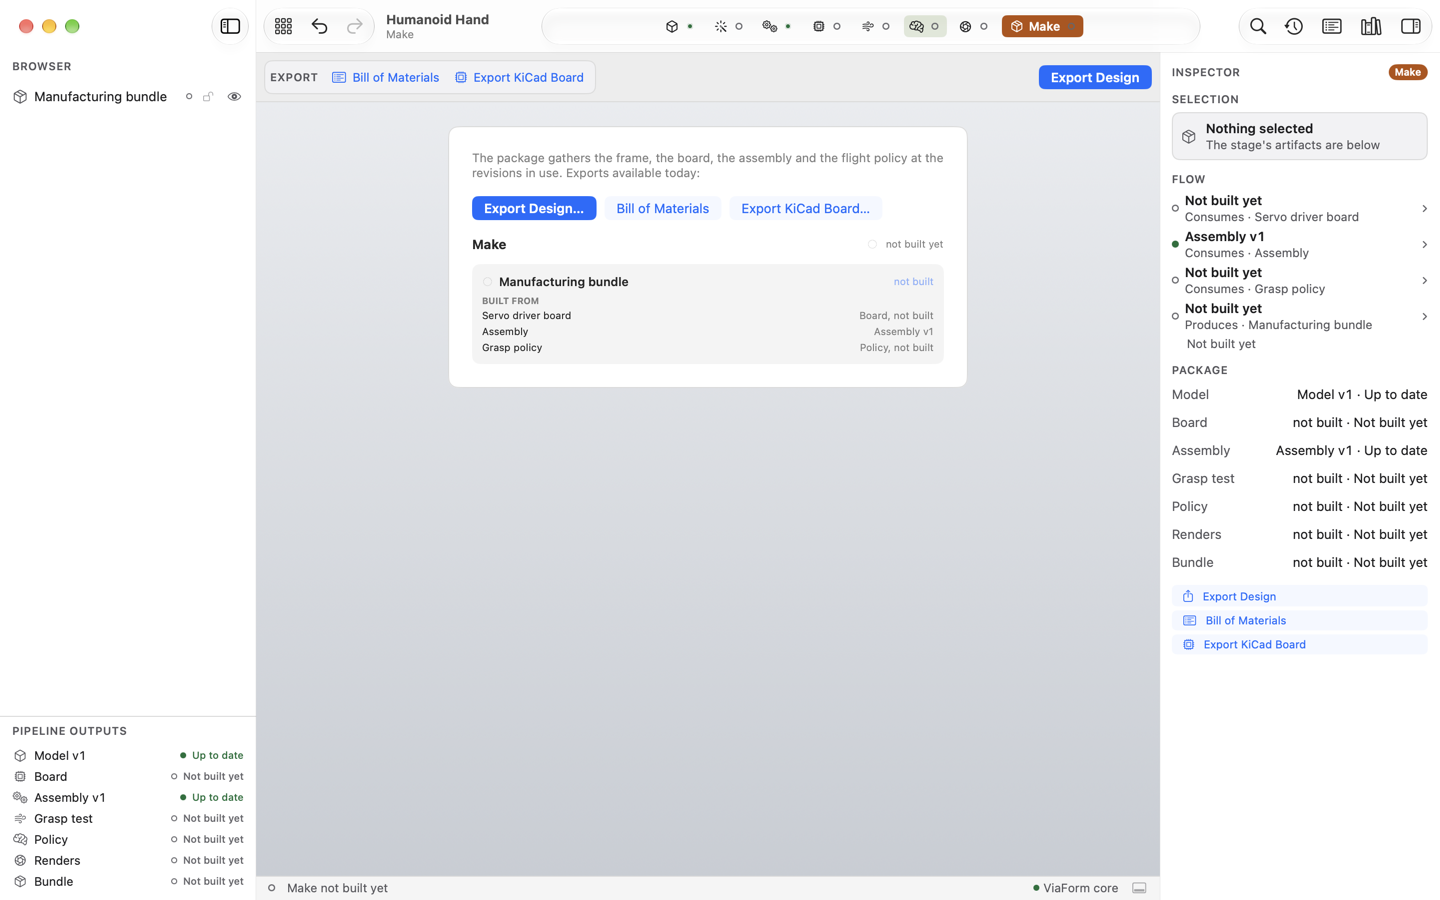 Humanoid Hand
Make
Make
BROWSER
Manufacturing bundle
PIPELINE OUTPUTS
Model v1 Up to date
Board Not built yet
Assembly v1 Up to date
Grasp test Not built yet
Policy Not built yet
Renders Not built yet
Bundle Not built yet
EXPORT Bill of Materials Export KiCad Board Export Design
The package gathers the frame, the board, the assembly and the flight policy at the
revisions in use. Exports available today:
Export Design... Bill of Materials Export KiCad Board...
Make not built yet
Manufacturing bundle not built
BUILT FROM
Servo driver board Board, not built
Assembly Assembly v1
Grasp policy Policy, not built
Make not built yet
ViaForm core
INSPECTOR Make
SELECTION
Nothing selected
The stage's artifacts are below
FLOW
Not built yet
Consumes · Servo driver board
Assembly v1
Consumes · Assembly
Not built yet
Consumes · Grasp policy
Not built yet
Produces · Manufacturing bundle
Not built yet
PACKAGE
Model Model v1 · Up to date
Board not built · Not built yet
Assembly Assembly v1 · Up to date
Grasp test not built · Not built yet
Policy not built · Not built yet
Renders not built · Not built yet
Bundle not built · Not built yet
Export Design
Bill of Materials
Export KiCad Board